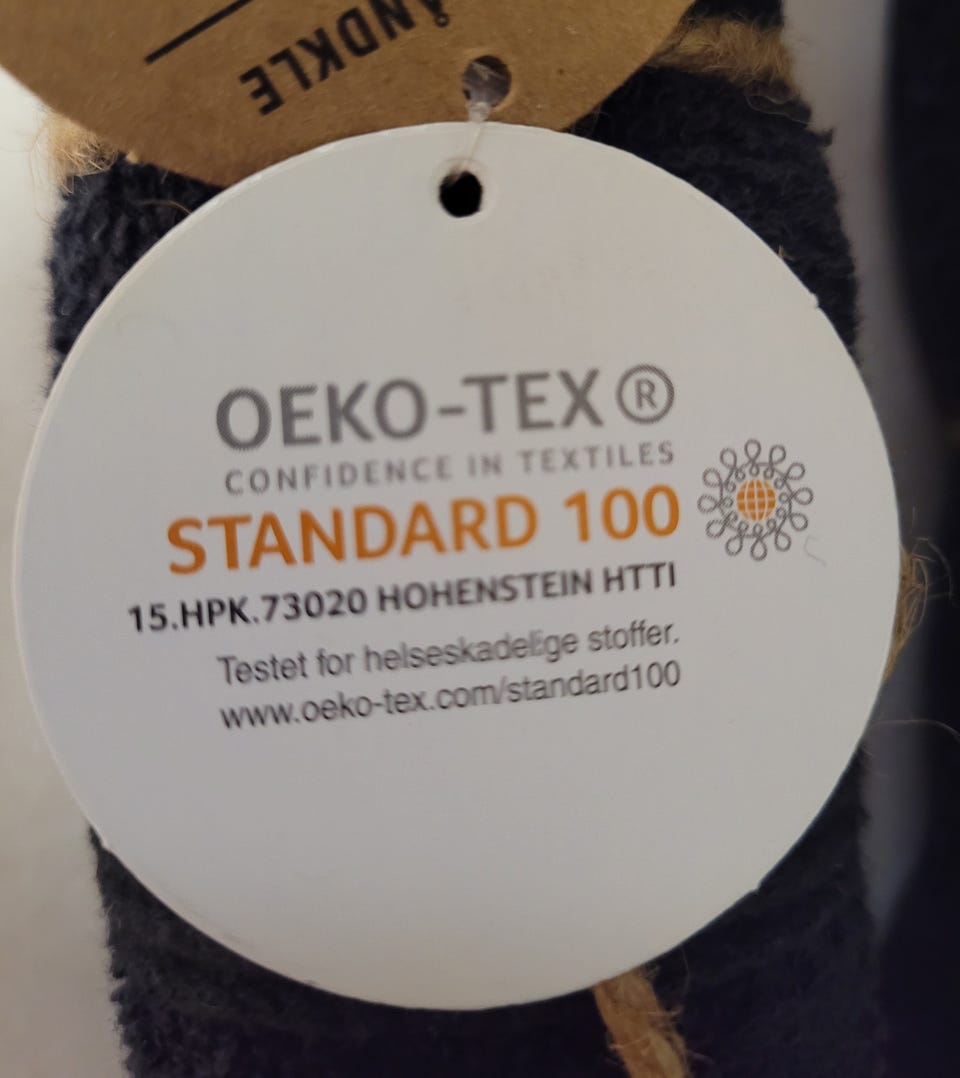 ÅNDKLE
OEKO-TEX®
CONFIDENCE IN TEXTILES
STANDARD 100
15.HPK.73020 HOHENSTEIN HTTI
Testet for helseskadelige stoffer.
www.oeko-tex.com/standard100